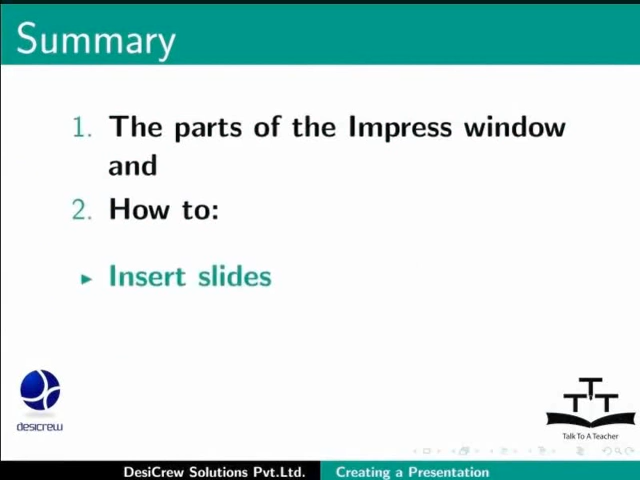 Summary
1. The parts of the Impress window
and
2. How to:
▸ Insert slides
desicrew
TTT
Talk To A Teacher
DesiCrew Solutions Pvt.Ltd. Creating a Presentation